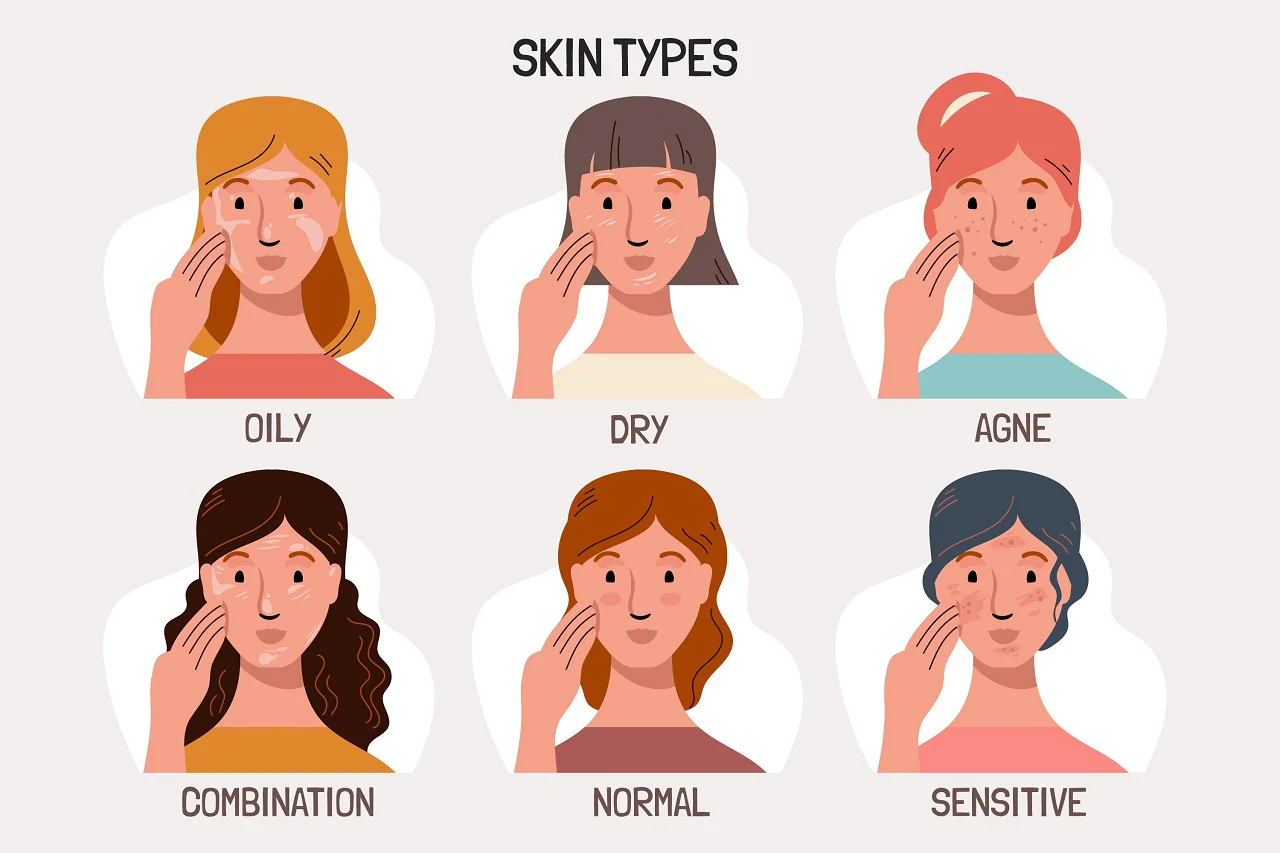 SKIN TYPES
OILY
DRY
AGNE
COMBINATION
NORMAL
SENSITIVE